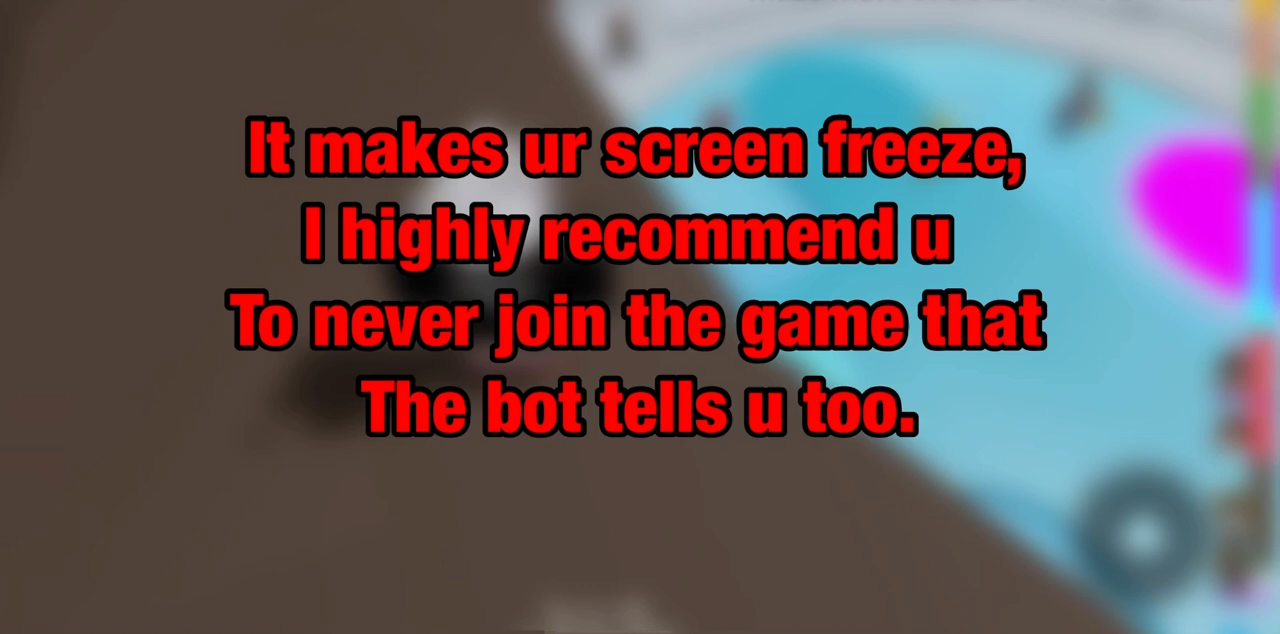 It makes ur screen freeze,
I highly recommend u
To never join the game that
The bot tells u too.